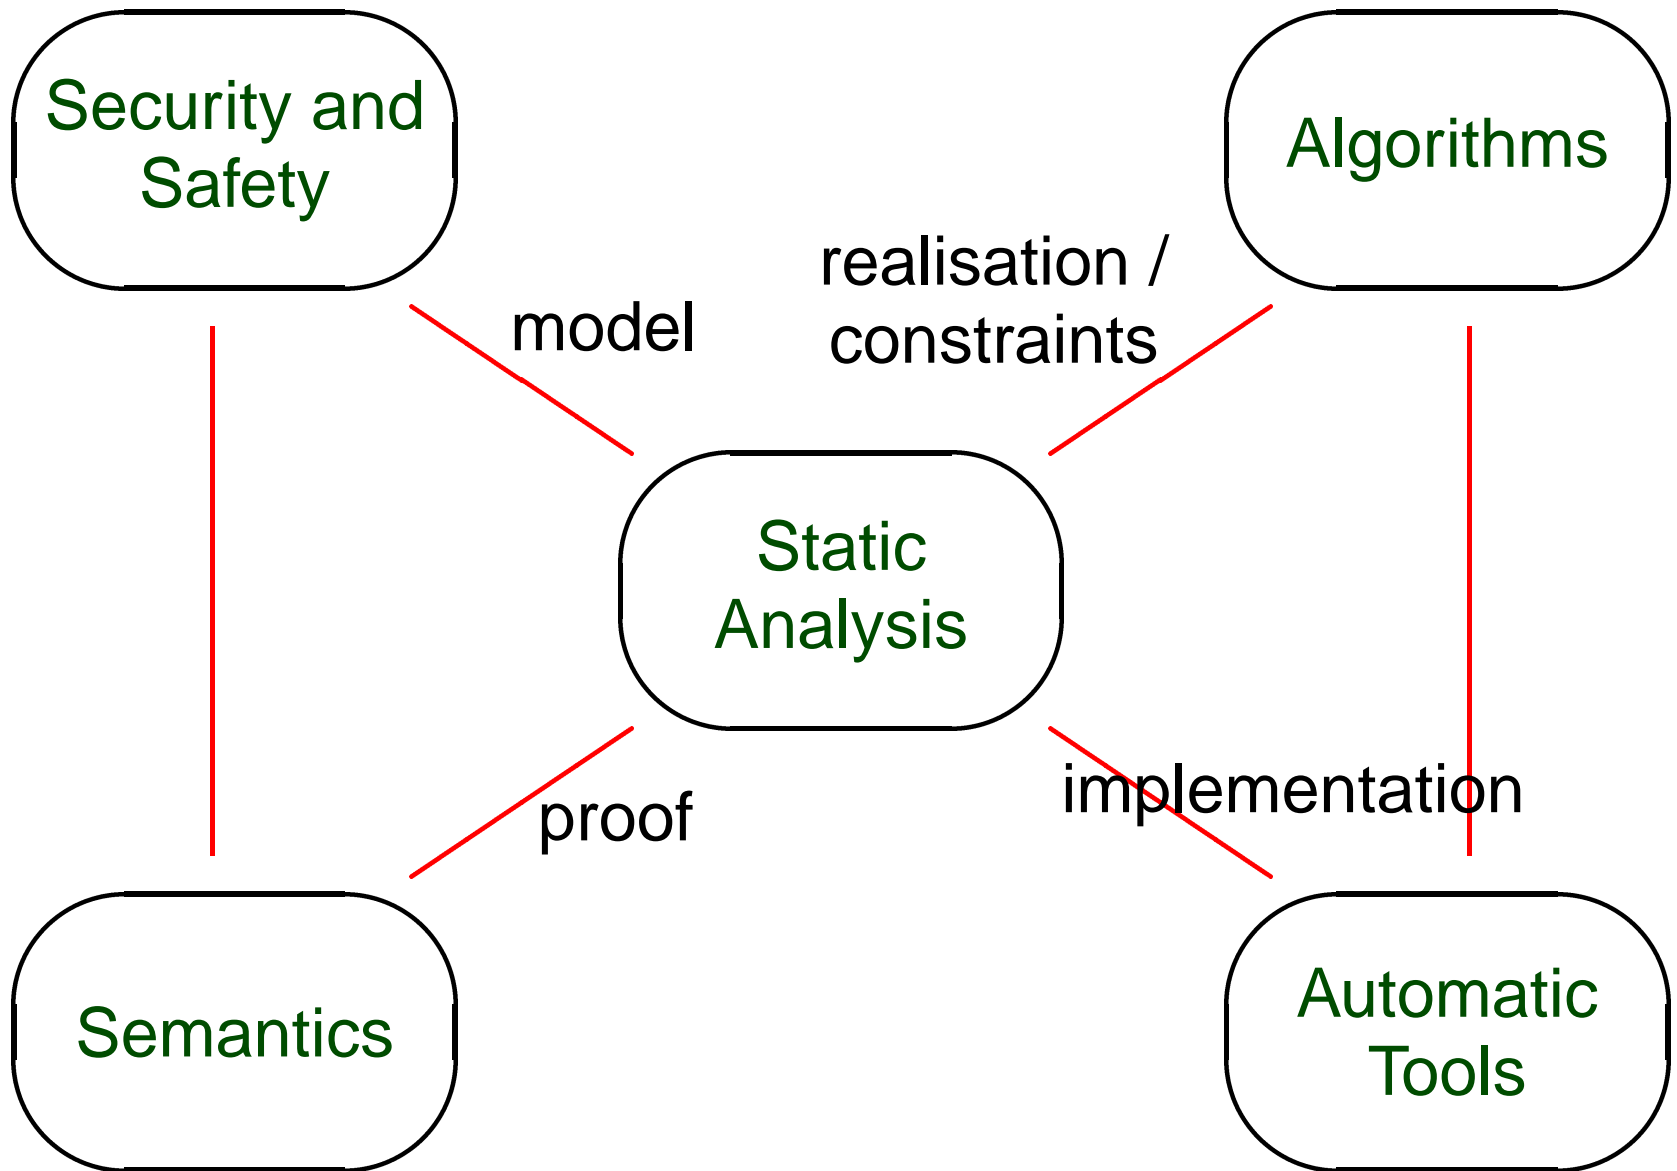 Security and
Safety
Algorithms
realisation /
constraints
model
Static
Analysis
implementation
proof
Semantics
Automatic
Tools